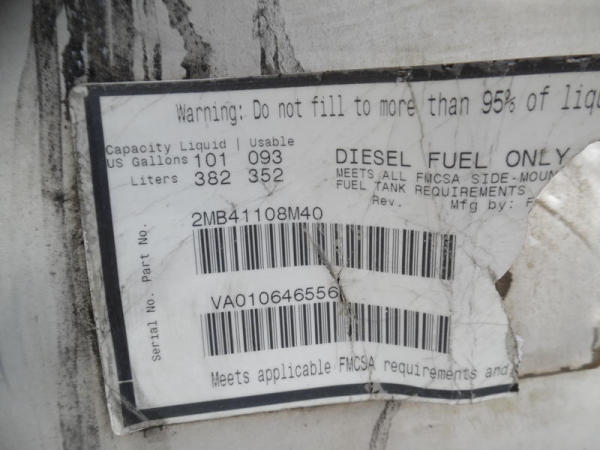 Warning: Do not fill to more than 95% of
Capacity Liquid | Usable
US Gallons 101 093
Liters 382 352
DIESEL FUEL ONLY
MEETS ALL FMCSA SIDE-MOUN
FUEL TANK REQUIREMENTS
Rev. Mfg by:
Part No.
2MB41108M40
Serial No.
VA010646556
Meets applicable FMCSA requirements and